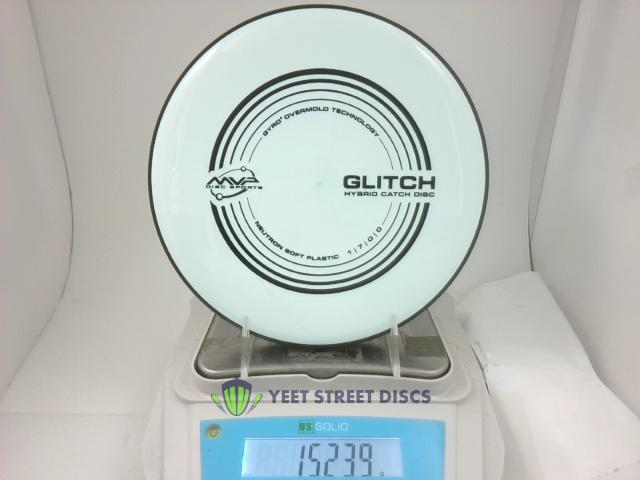 GYRO® OVERMOLD TECHNOLOGY
MVP
DISC SPORTS
GLITCH
HYBRID CATCH DISC
NEUTRON SOFT PLASTIC 1|7|0|0
YEET STREET DISCS
US SOLID
152.39 g